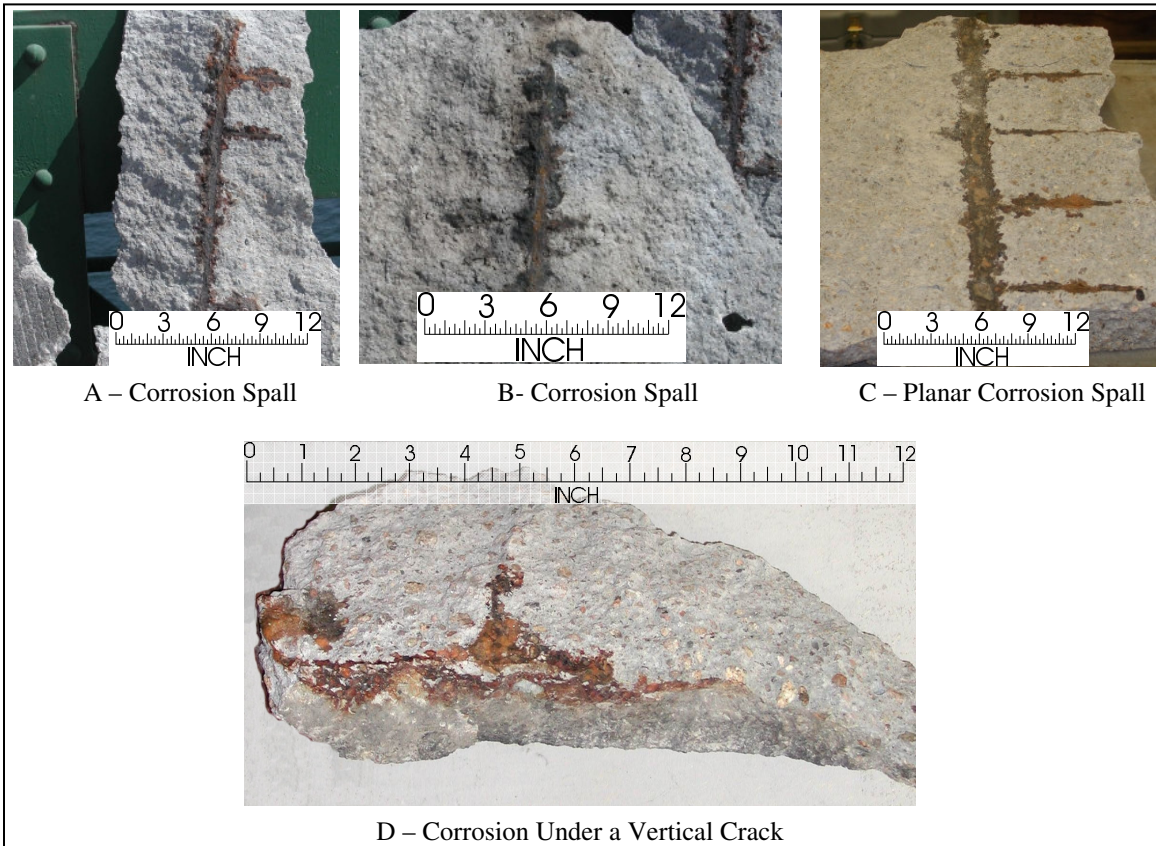 0 3 6 9 12
INCH
0 3 6 9 12
INCH
0 3 6 9 12
INCH
A – Corrosion Spall
B- Corrosion Spall
C – Planar Corrosion Spall
0 1 2 3 4 5 6 7 8 9 10 11 12
INCH
D – Corrosion Under a Vertical Crack